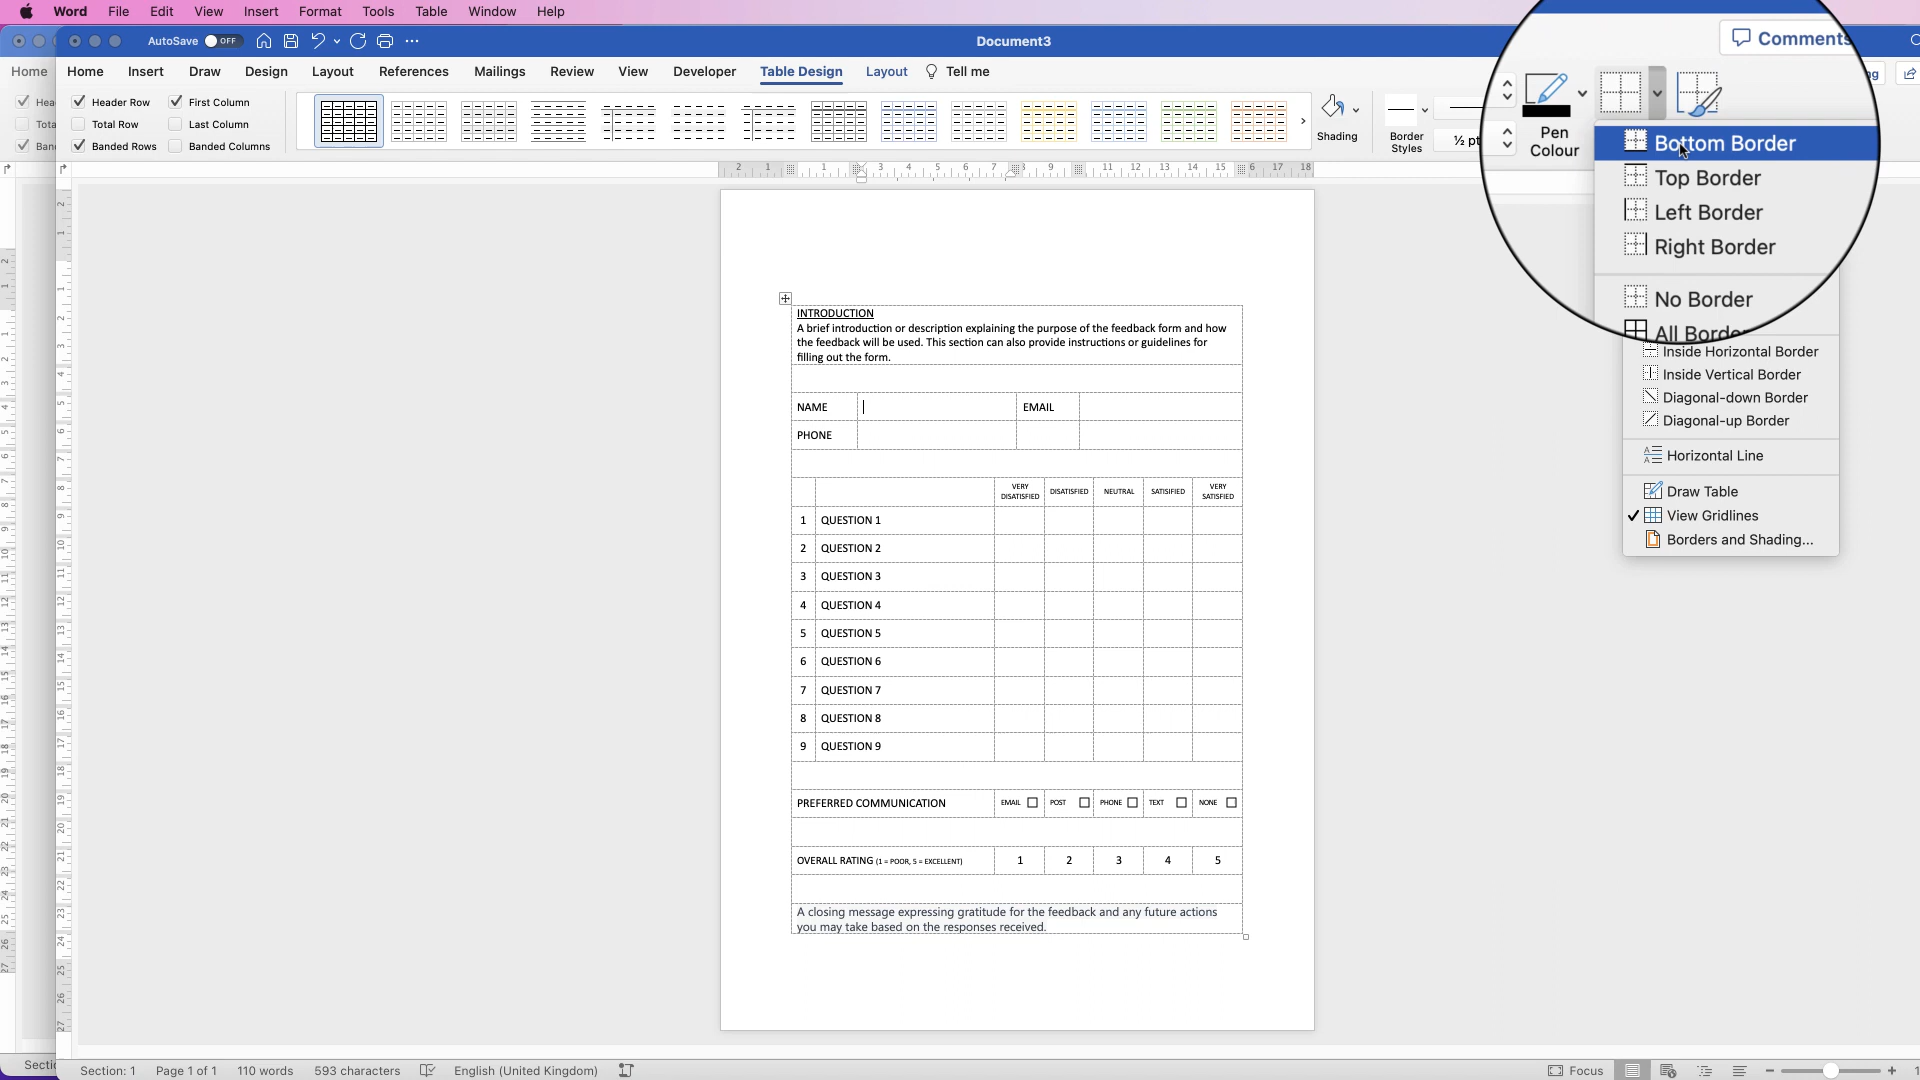 Word File Edit View Insert Format Tools Table Window Help
AutoSave OFF
Document3
Comments
Home
Home Insert Draw Design Layout References Mailings Review View Developer Table Design Layout Tell me
Header Row First Column
Total Row Last Column
Banded Rows Banded Columns
Shading
Border
Styles
½ pt
Pen
Colour
Bottom Border
Top Border
Left Border
Right Border
No Border
Inside Horizontal Border
Inside Vertical Border
Diagonal-down Border
Diagonal-up Border
Horizontal Line
Draw Table
View Gridlines
Borders and Shading...
INTRODUCTION
A brief introduction or description explaining the purpose of the feedback form and how
the feedback will be used. This section can also provide instructions or guidelines for
filling out the form.
NAME EMAIL
PHONE
VERY DISATISFIED DISATISFIED NEUTRAL SATISIFIED VERY SATISFIED
1 QUESTION 1
2 QUESTION 2
3 QUESTION 3
4 QUESTION 4
5 QUESTION 5
6 QUESTION 6
7 QUESTION 7
8 QUESTION 8
9 QUESTION 9
PREFERRED COMMUNICATION EMAIL POST PHONE TEXT NONE
OVERALL RATING (1 = POOR, 5 = EXCELLENT) 1 2 3 4 5
A closing message expressing gratitude for the feedback and any future actions
you may take based on the responses received.
Section: 1 Page 1 of 1 110 words 593 characters English (United Kingdom) Focus